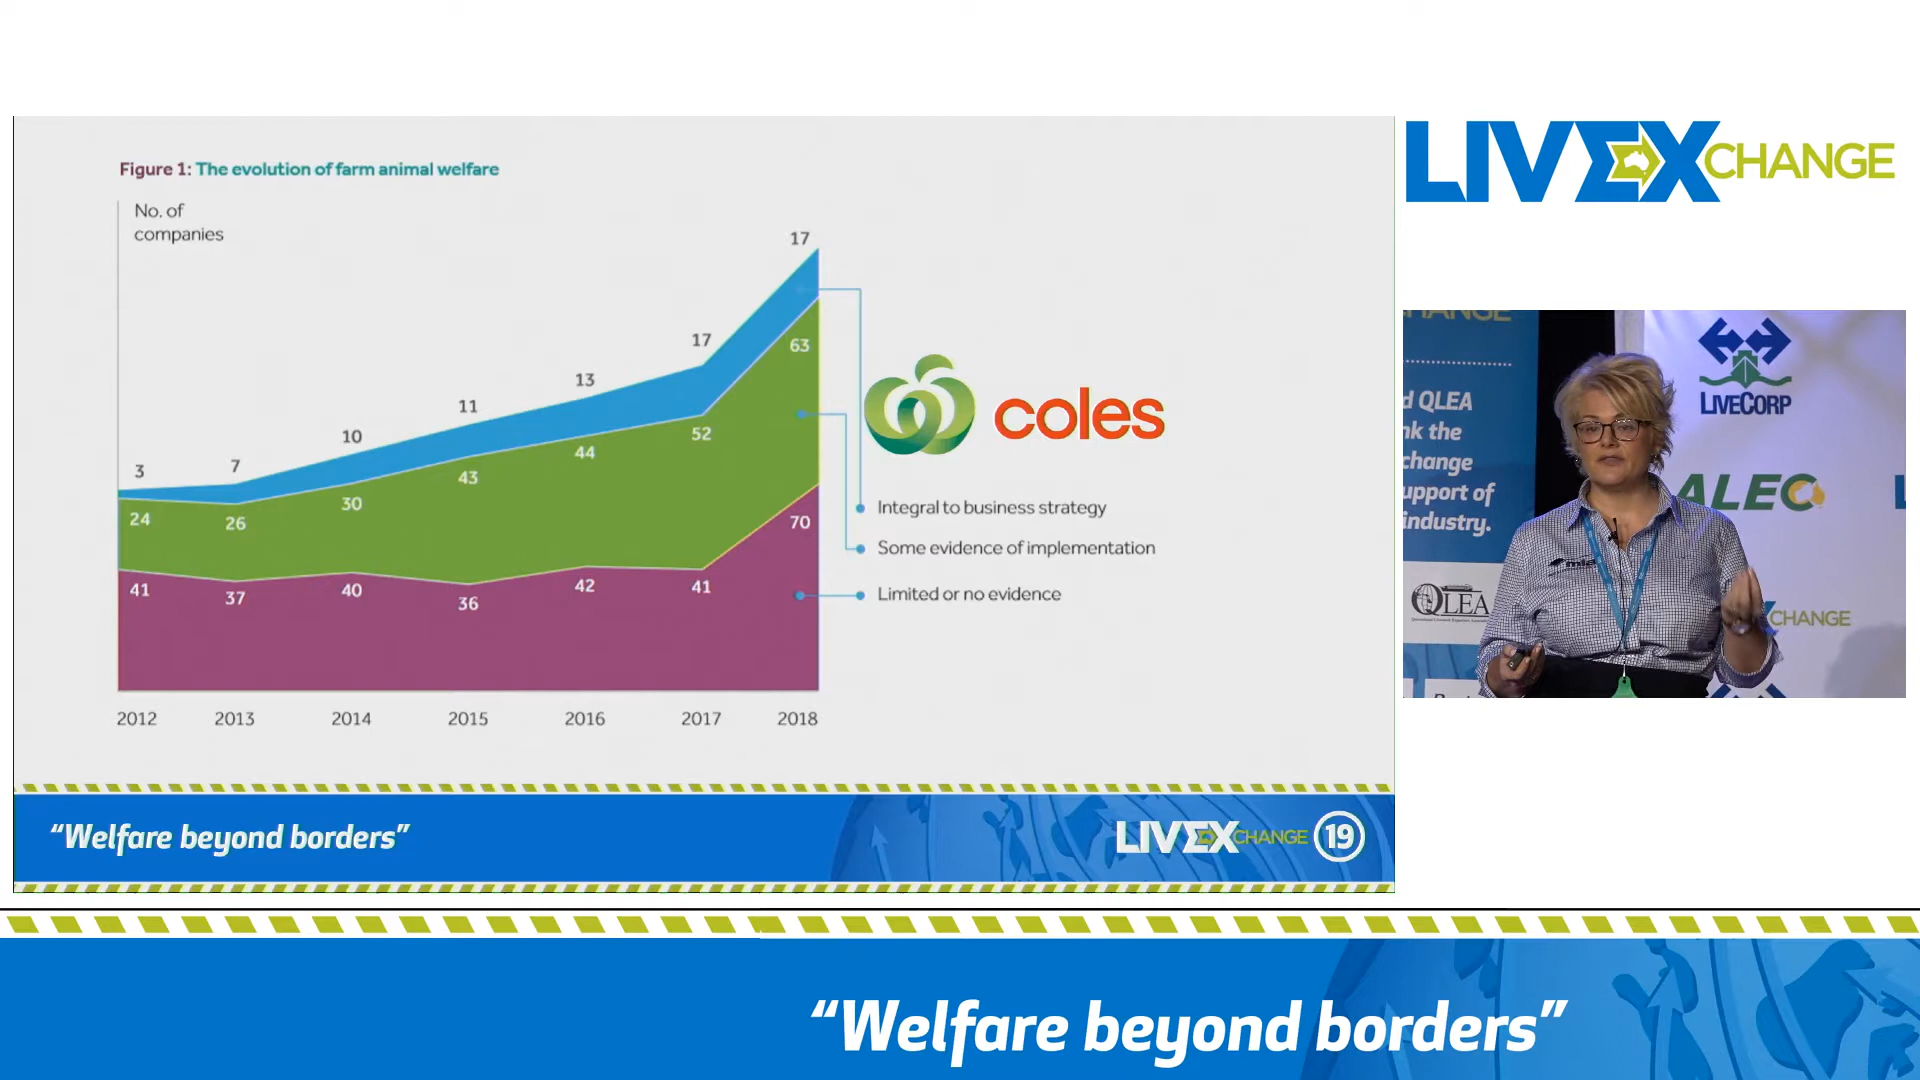 Figure 1: The evolution of farm animal welfare
No. of
companies
3
7
10
11
13
17
17
24
26
30
43
44
52
63
41
37
40
36
42
41
70
2012
2013
2014
2015
2016
2017
2018
coles
Integral to business strategy
Some evidence of implementation
Limited or no evidence
“Welfare beyond borders”
LIVEXCHANGE 19
LIVEXCHANGE
ANGE
d QLEA
nk the
change
upport of
industry.
QLEA
LIVECORP
ALEC
L
CHANGE
mla
“Welfare beyond borders”